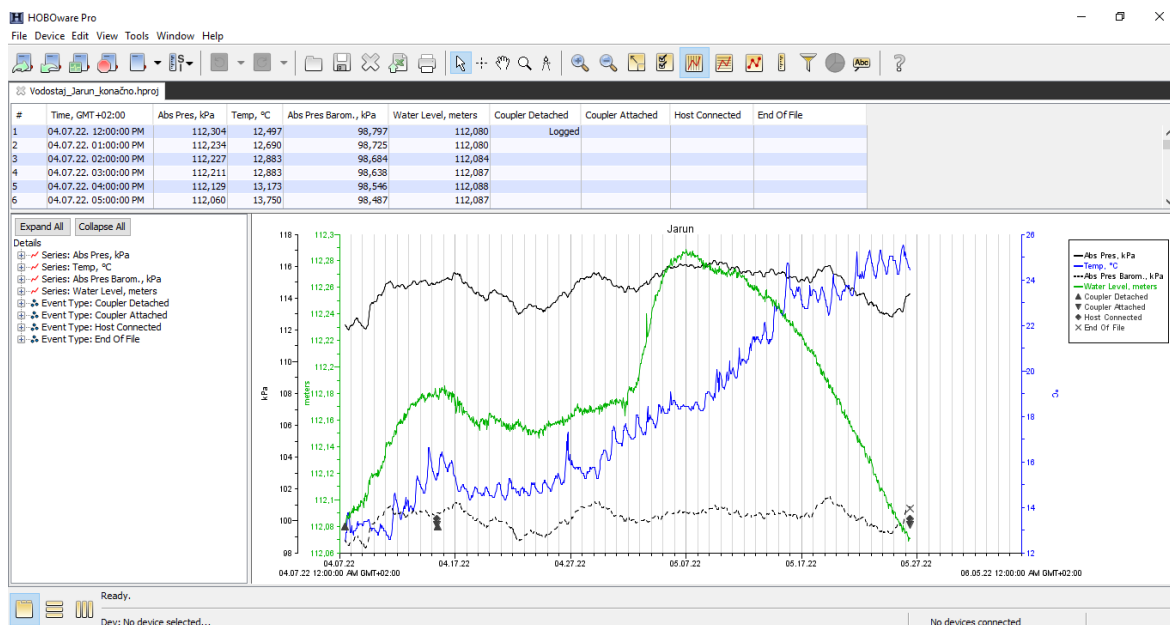 HOBOware Pro
File Device Edit View Tools Window Help
Abc
Vodostaj_Jarun_konačno.hproj
# Time, GMT+02:00 Abs Pres, kPa Temp, °C Abs Pres Barom., kPa Water Level, meters Coupler Detached Coupler Attached Host Connected End Of File
1 04.07.22. 12:00:00 PM 112,304 12,497 98,797 112,080 Logged
2 04.07.22. 01:00:00 PM 112,234 12,690 98,725 112,080
3 04.07.22. 02:00:00 PM 112,227 12,883 98,684 112,084
4 04.07.22. 03:00:00 PM 112,211 12,883 98,638 112,087
5 04.07.22. 04:00:00 PM 112,129 13,173 98,546 112,088
6 04.07.22. 05:00:00 PM 112,060 13,750 98,487 112,087
Expand All Collapse All
Details
Series: Abs Pres, kPa
Series: Temp, °C
Series: Abs Pres Barom., kPa
Series: Water Level, meters
Event Type: Coupler Detached
Event Type: Coupler Attached
Event Type: Host Connected
Event Type: End Of File
Jarun
118 112,3 26
116 112,28
114 112,26 24
112 112,24
110 112,22 22
108 112,2 20
106 112,18
104 112,16 18
102 112,14 16
100 112,12
98 112,1 14
112,08
112,06 12
kPa
meters
°C
04.07.22 04.17.22 04.27.22 05.07.22 05.17.22 05.27.22
04.07.22 12:00:00 AM GMT+02:00 06.05.22 12:00:00 AM GMT+02:00
Abs Pres, kPa
Temp, °C
Abs Pres Barom., kPa
Water Level, meters
Coupler Detached
Coupler Attached
Host Connected
End Of File
Ready.
Dev: No device selected...
No devices connected